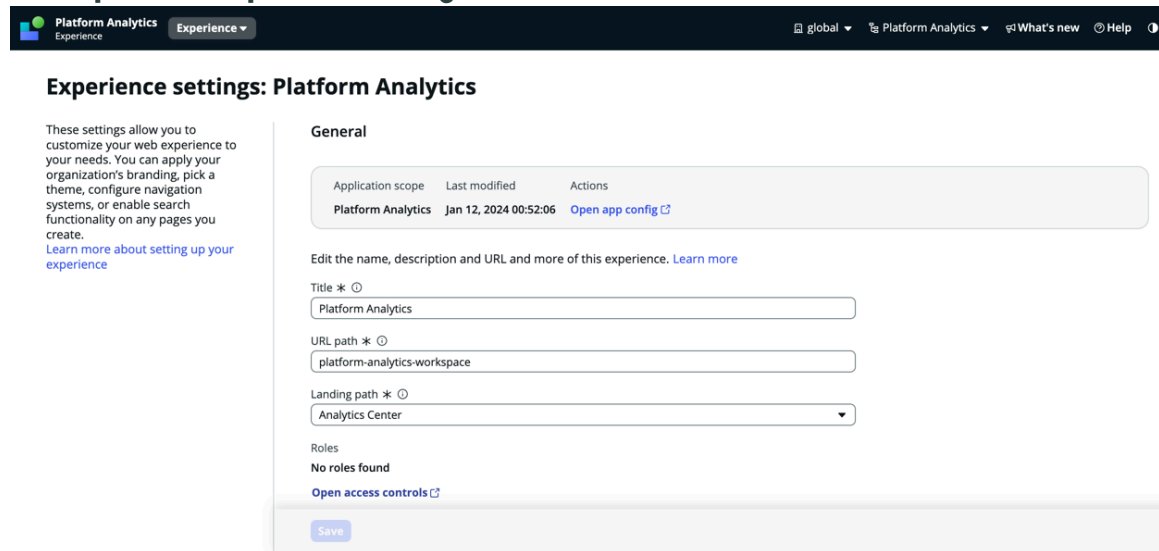 Platform Analytics
Experience
Experience
global
Platform Analytics
What's new
Help
Experience settings: Platform Analytics
These settings allow you to
customize your web experience to
your needs. You can apply your
organization's branding, pick a
theme, configure navigation
systems, or enable search
functionality on any pages you
create.
Learn more about setting up your
experience
General
Application scope Last modified Actions
Platform Analytics Jan 12, 2024 00:52:06 Open app config
Edit the name, description and URL and more of this experience. Learn more
Title *
Platform Analytics
URL path *
platform-analytics-workspace
Landing path *
Analytics Center
Roles
No roles found
Open access controls
Save